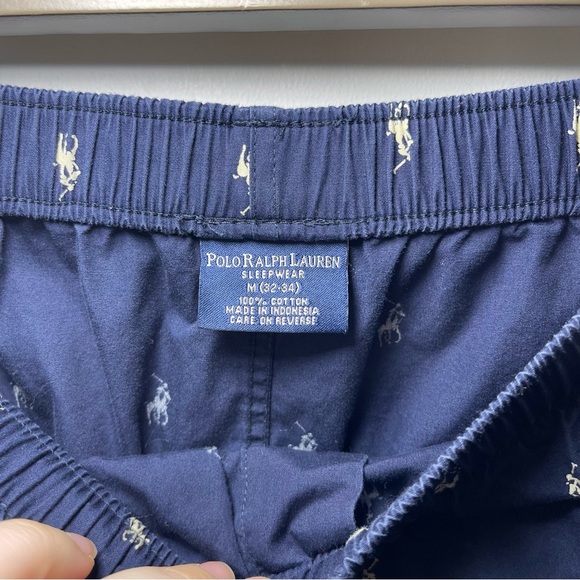 POLO RALPH LAUREN
SLEEPWEAR
M (32-34)
100% COTTON
MADE IN INDONESIA
CARE ON REVERSE